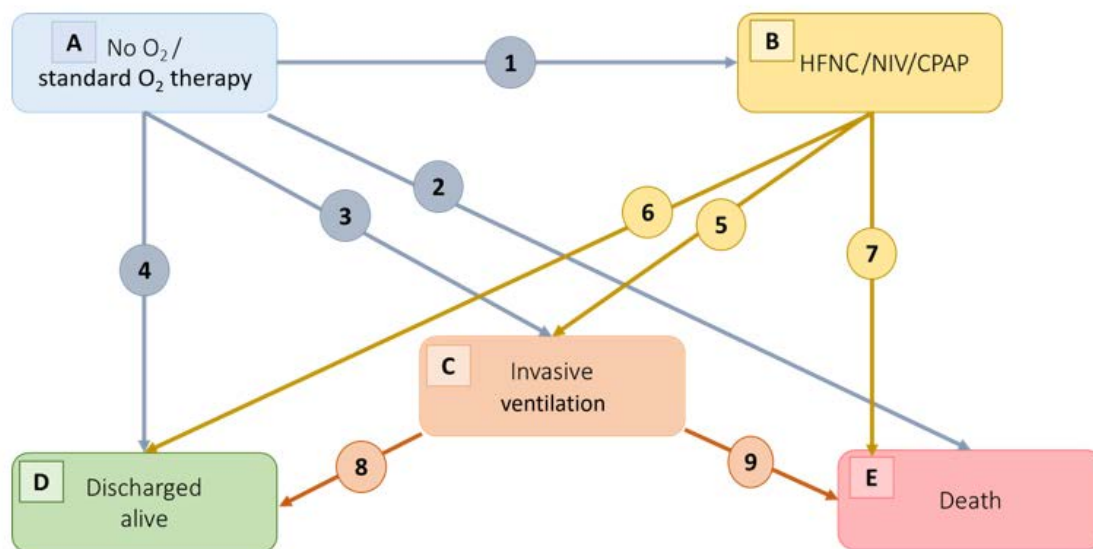 A
No O₂ /
standard O₂ therapy
1
B
HFNC/NIV/CPAP
2
3
6
5
4
7
C
Invasive
ventilation
8
9
D
Discharged
alive
E
Death